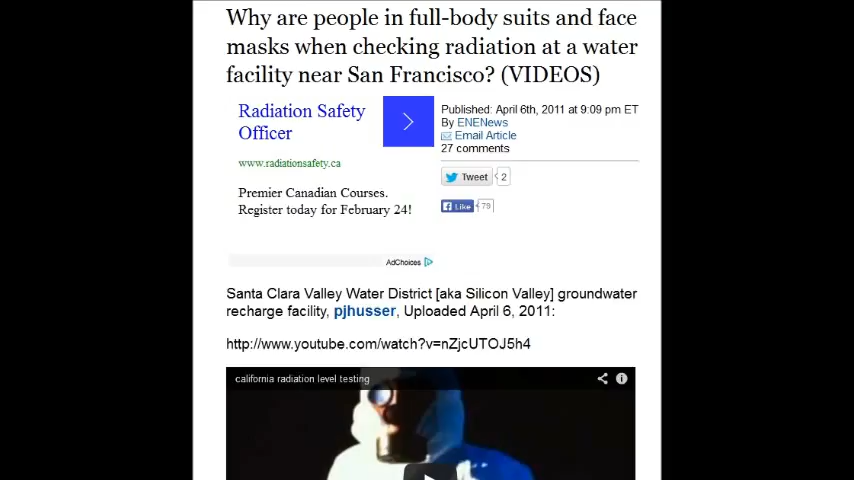 Why are people in full-body suits and face
masks when checking radiation at a water
facility near San Francisco? (VIDEOS)
Radiation Safety
Officer
www.radiationsafety.ca
Premier Canadian Courses.
Register today for February 24!
AdChoices
Published: April 6th, 2011 at 9:09 pm ET
By ENENews
Email Article
27 comments
Tweet 2
Like 79
Santa Clara Valley Water District [aka Silicon Valley] groundwater
recharge facility, pjhusser, Uploaded April 6, 2011:
http://www.youtube.com/watch?v=nZjcUTOJ5h4
california radiation level testing